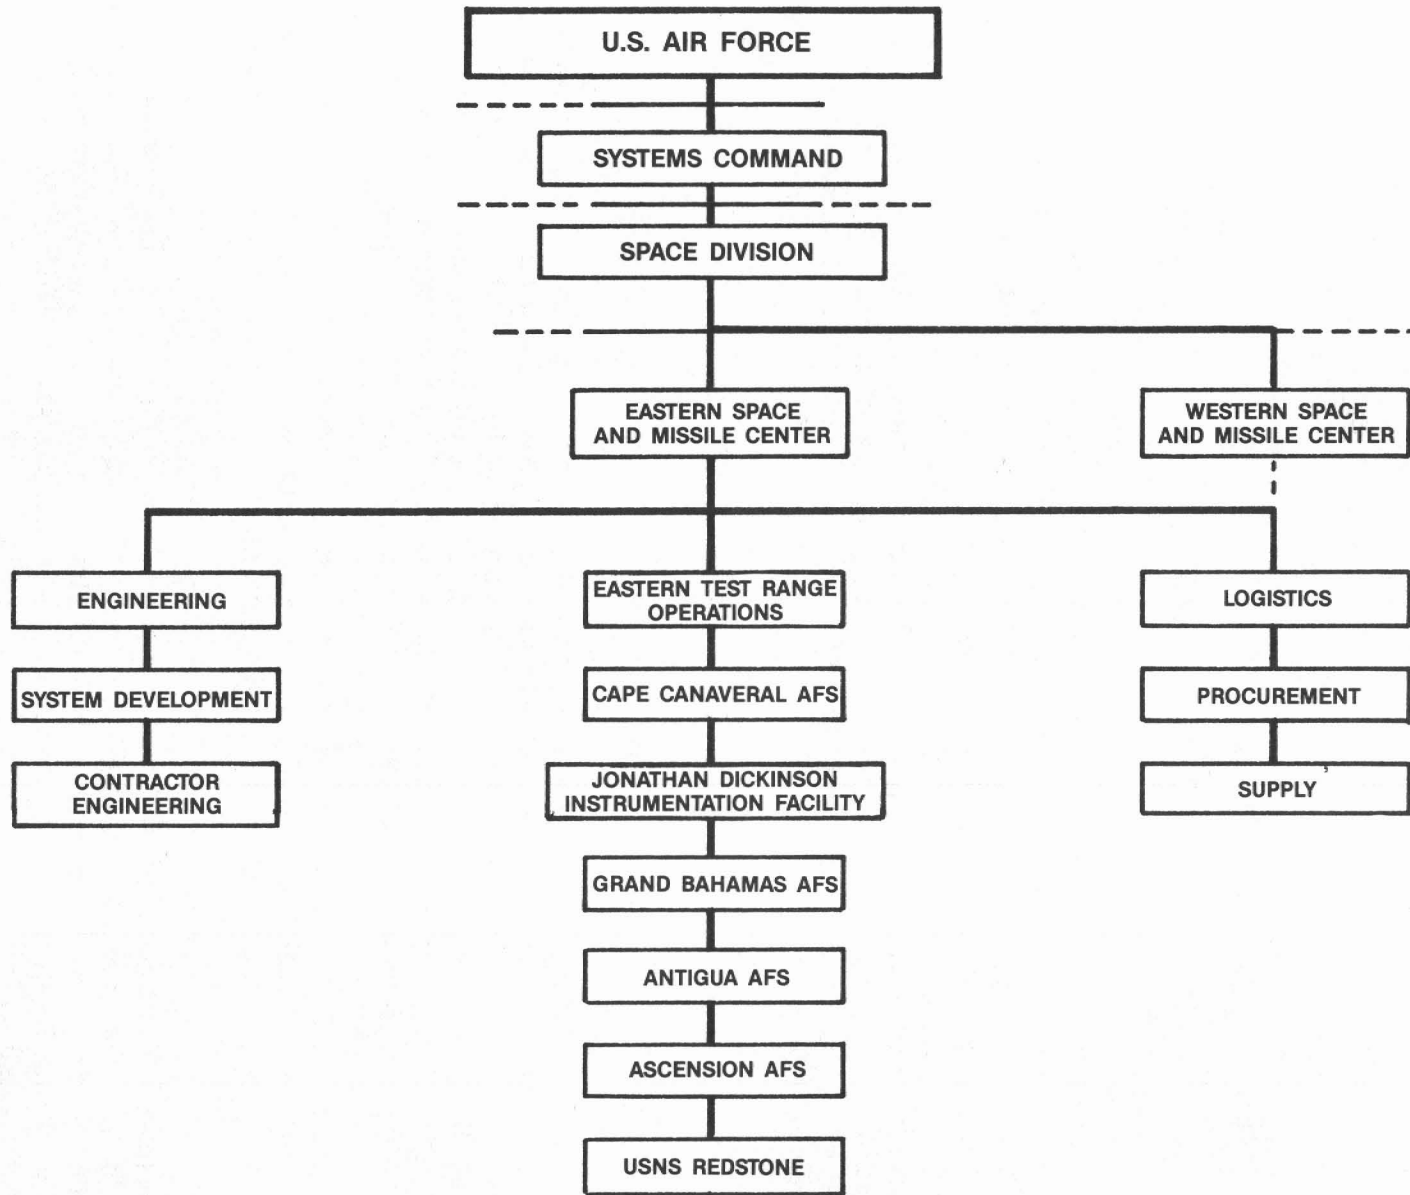 U.S. AIR FORCE
SYSTEMS COMMAND
SPACE DIVISION
EASTERN SPACE
AND MISSILE CENTER
WESTERN SPACE
AND MISSILE CENTER
ENGINEERING
EASTERN TEST RANGE
OPERATIONS
LOGISTICS
SYSTEM DEVELOPMENT
CAPE CANAVERAL AFS
PROCUREMENT
CONTRACTOR
ENGINEERING
JONATHAN DICKINSON
INSTRUMENTATION FACILITY
SUPPLY
GRAND BAHAMAS AFS
ANTIGUA AFS
ASCENSION AFS
USNS REDSTONE